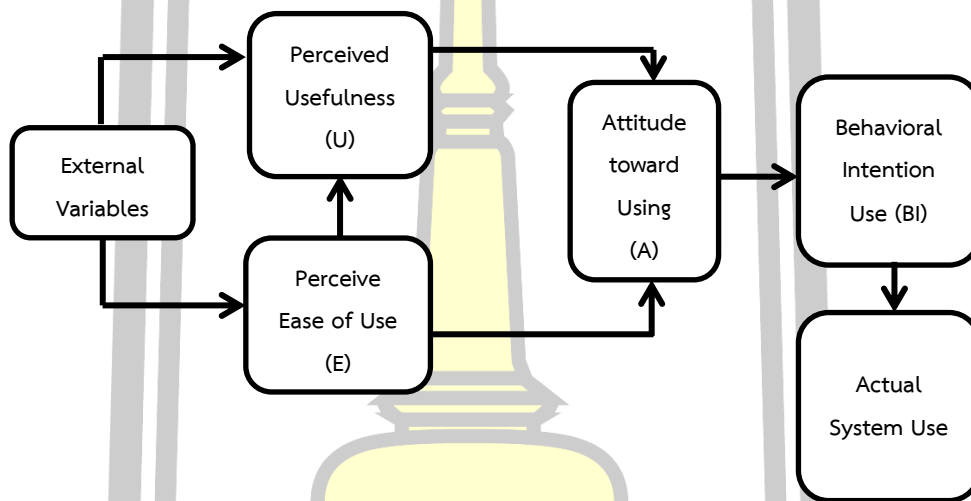 External
Variables
Perceived
Usefulness
(U)
Perceive
Ease of Use
(E)
Attitude
toward
Using
(A)
Behavioral
Intention
Use (BI)
Actual
System Use